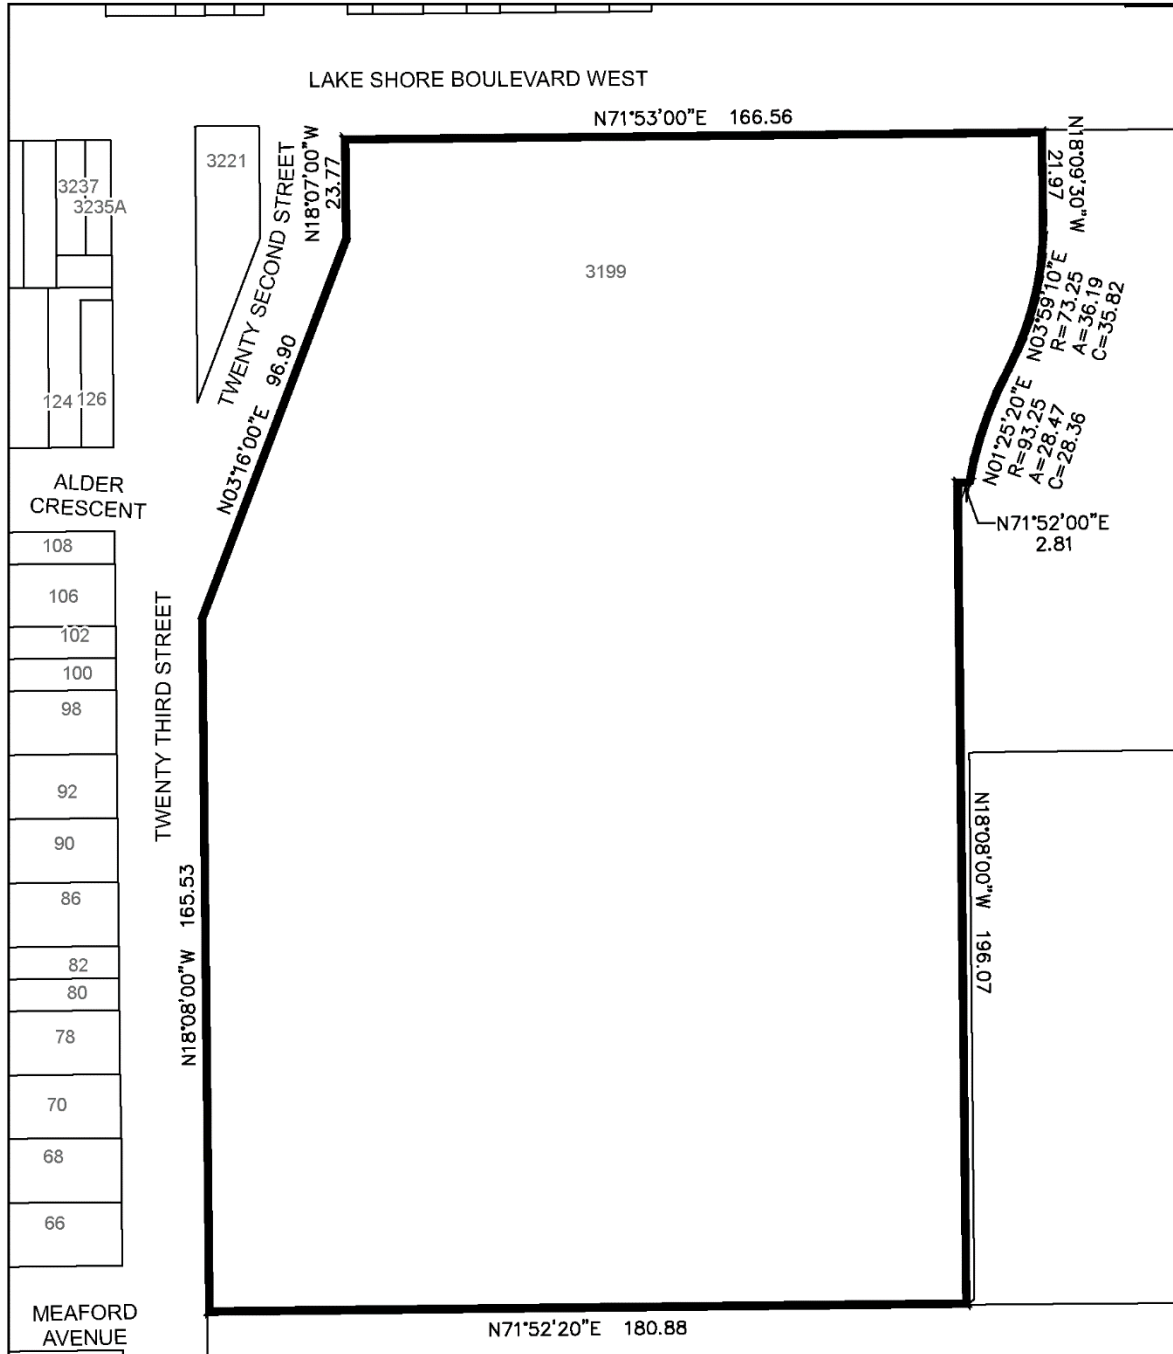 LAKE SHORE BOULEVARD WEST
N71°53'00"E 166.56
N18°07'00"W
23.77
N18°09'30"W
21.97
3221
3237
3235A
TWENTY SECOND STREET
3199
N03°59'10"E
R=73.25
A=36.19
C=35.82
N03°16'00"E 96.90
124
126
N01°25'20"E
R=93.25
A=28.47
C=28.36
ALDER
CRESCENT
N71°52'00"E
2.81
108
106
102
100
98
92
90
86
82
80
78
70
68
66
TWENTY THIRD STREET
N18°08'00"W 165.53
N18°08'00"W 196.07
MEAFORD
AVENUE
N71°52'20"E 180.88